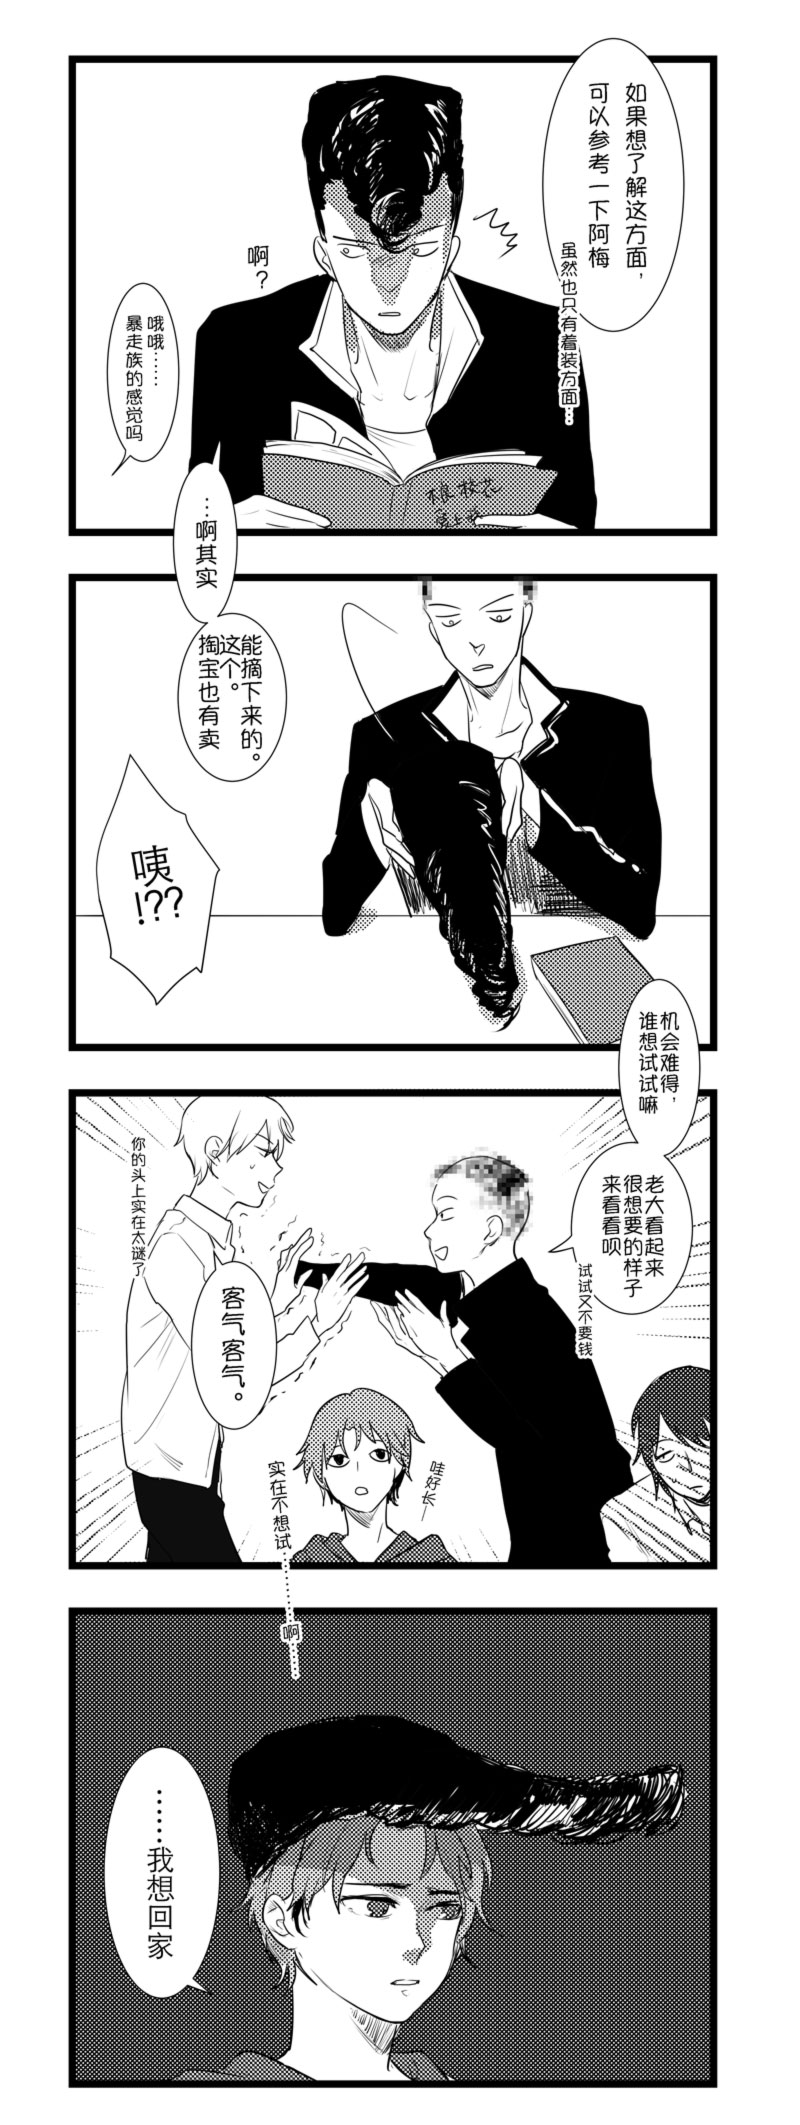 如果想了解这方面，
可以参考一下阿梅
虽然也只有着装方面…
啊？
哦哦……
暴走族的感觉吗
校花
爱上
…啊其实
能摘下来的。
这个。
掏宝也有卖
咦
!??
机会难得，
谁想试试嘛
老大看起来
很想要的样子
来看看呗
试试又不要钱
你的头上实在太谜了
客气客气。
哇好长—
实在不想试……
……啊……
……我想回家